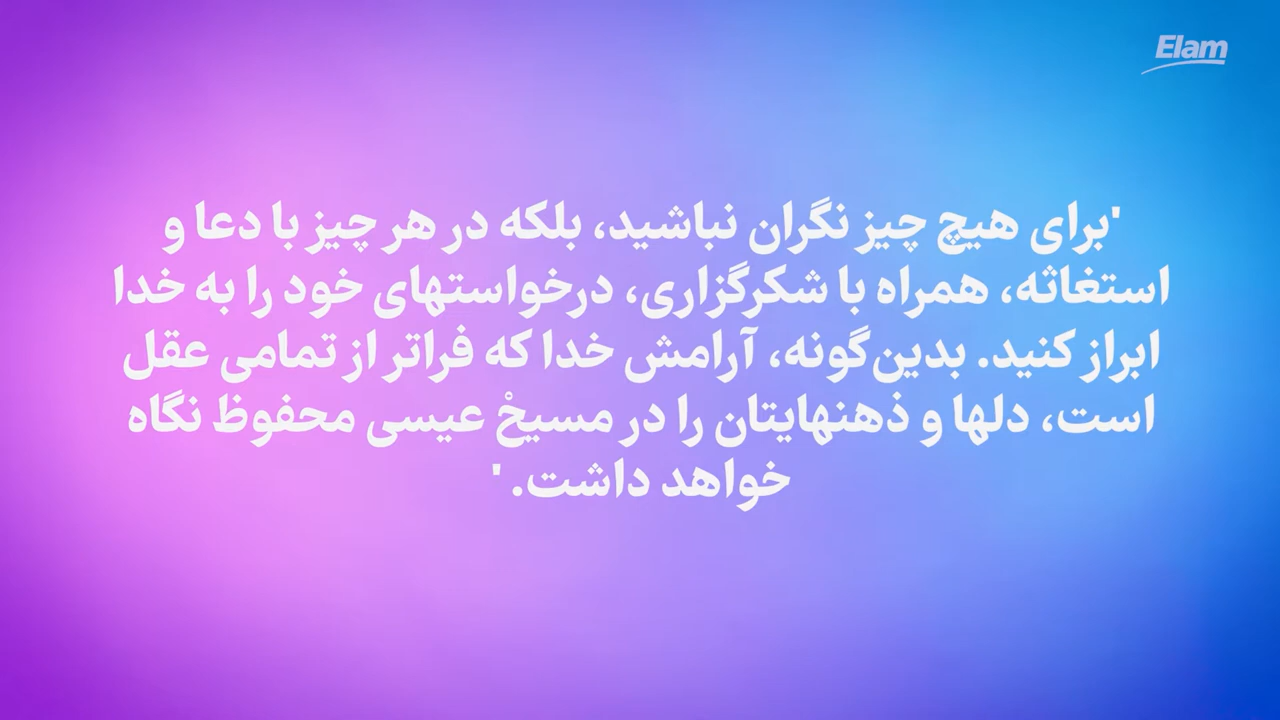 Elam
'برای هیچ چیز نگران نباشید، بلکه در هر چیز با دعا و
استغاثه، همراه با شکرگزاری، درخواستهای خود را به خدا
ابراز کنید. بدین‌گونه، آرامش خدا که فراتر از تمامی عقل
است، دلها و ذهنهایتان را در مسیحْ عیسی محفوظ نگاه
خواهد داشت. '